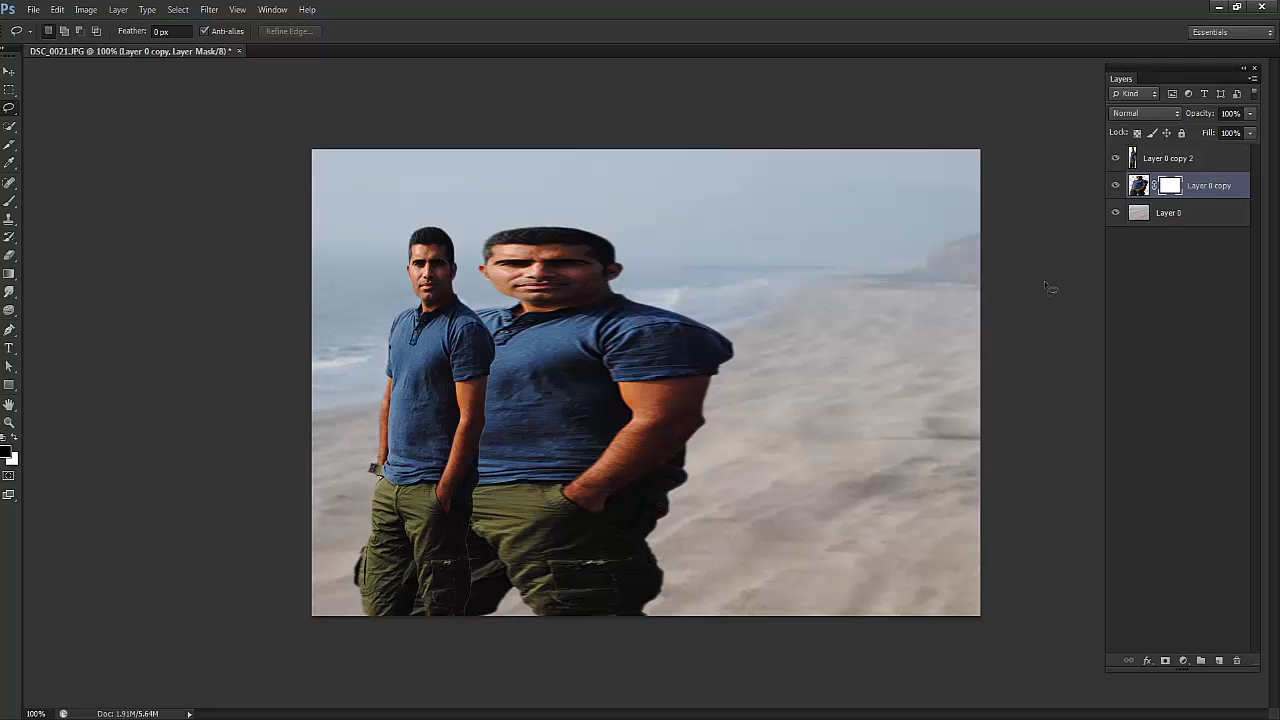 Ps File Edit Image Layer Type Select Filter View Window Help
Feather: 0 px Anti-alias Refine Edge... Essentials
DSC_0021.JPG @ 100% (Layer 0 copy, Layer Mask/8) * ×
Layers
Kind
Normal Opacity: 100%
Lock: Fill: 100%
Layer 0 copy 2
Layer 0 copy
Layer 0
T
fx
100% Doc: 1.91M/5.64M